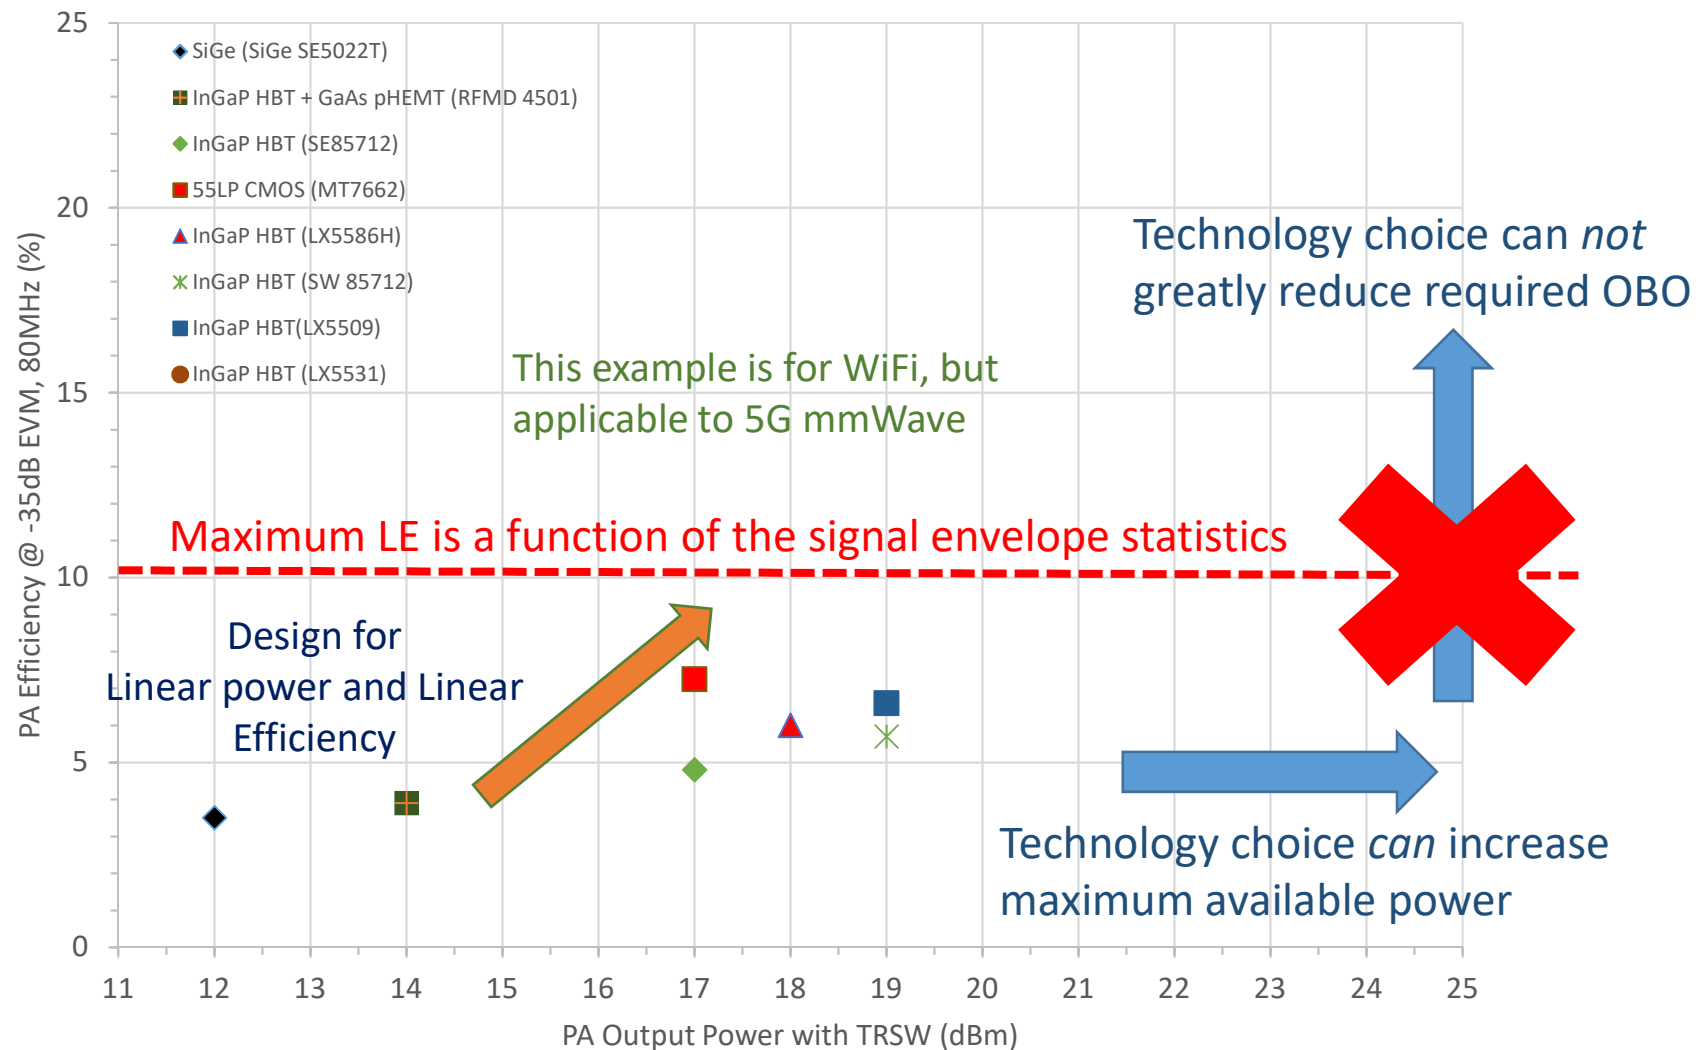 25
20
15
10
5
0
PA Efficiency @ -35dB EVM, 80MHz (%)
SiGe (SiGe SE5022T)
InGaP HBT + GaAs pHEMT (RFMD 4501)
InGaP HBT (SE85712)
55LP CMOS (MT7662)
InGaP HBT (LX5586H)
InGaP HBT (SW 85712)
InGaP HBT(LX5509)
InGaP HBT (LX5531)
Technology choice can not
greatly reduce required OBO
This example is for WiFi, but
applicable to 5G mmWave
Maximum LE is a function of the signal envelope statistics
Design for
Linear power and Linear
Efficiency
Technology choice can increase
maximum available power
11 12 13 14 15 16 17 18 19 20 21 22 23 24 25
PA Output Power with TRSW (dBm)